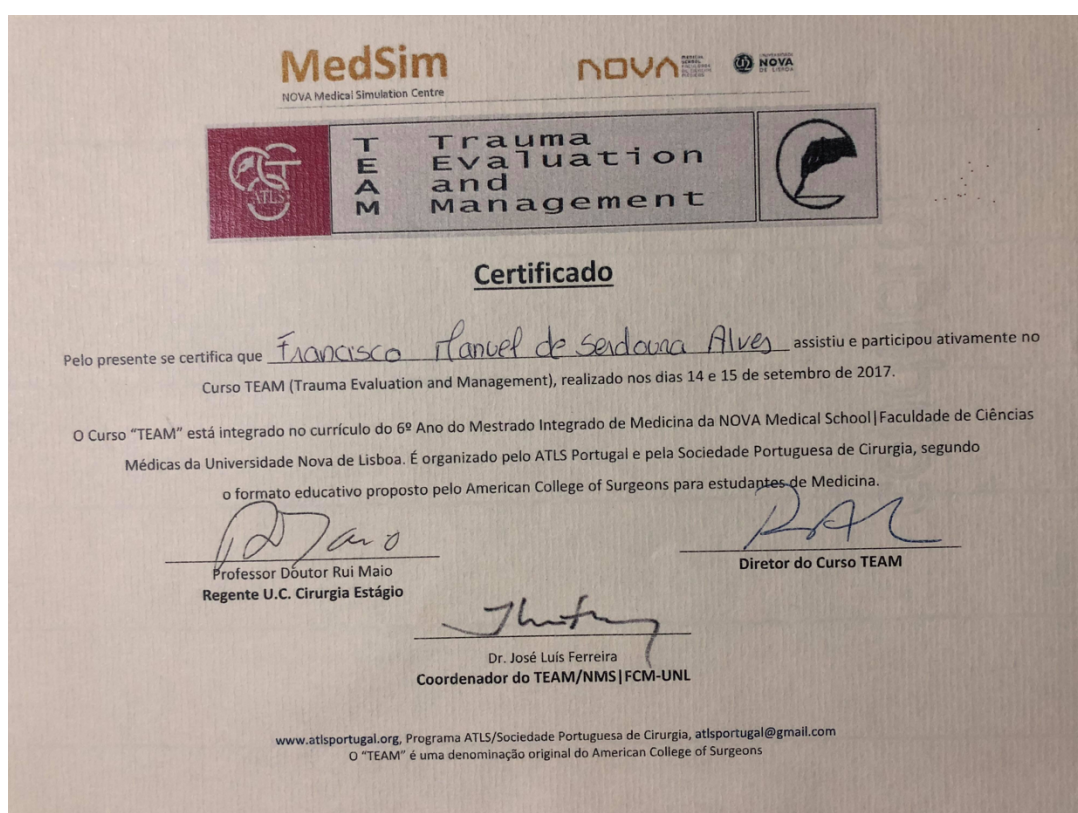 MedSim
NOVA Medical Simulation Centre
NOVA
NOVA
ATLS
T Trauma
E Evaluation
A and
M Management
Certificado
Pelo presente se certifica que Francisco Manuel de Serdoura Alves assistiu e participou ativamente no
Curso TEAM (Trauma Evaluation and Management), realizado nos dias 14 e 15 de setembro de 2017.
O Curso “TEAM” está integrado no currículo do 6º Ano do Mestrado Integrado de Medicina da NOVA Medical School|Faculdade de Ciências
Médicas da Universidade Nova de Lisboa. É organizado pelo ATLS Portugal e pela Sociedade Portuguesa de Cirurgia, segundo
o formato educativo proposto pelo American College of Surgeons para estudantes de Medicina.
Professor Doutor Rui Maio
Regente U.C. Cirurgia Estágio
Diretor do Curso TEAM
Dr. José Luís Ferreira
Coordenador do TEAM/NMS|FCM-UNL
www.atlsportugal.org, Programa ATLS/Sociedade Portuguesa de Cirurgia, atlsportugal@gmail.com
O “TEAM” é uma denominação original do American College of Surgeons